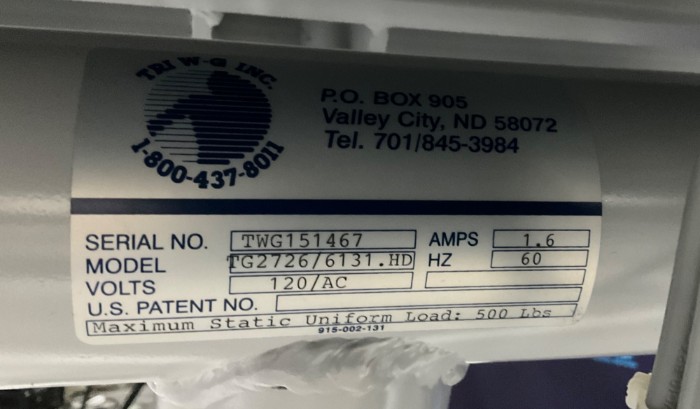 TRI W-G INC.
1-800-437-8011
P.O. BOX 905
Valley City, ND 58072
Tel. 701/845-3984
SERIAL NO. TWG151467 AMPS 1.6
MODEL TG2726/6131.HD HZ 60
VOLTS 120/AC
U.S. PATENT NO.
Maximum Static Uniform Load: 500 Lbs
915-002-131